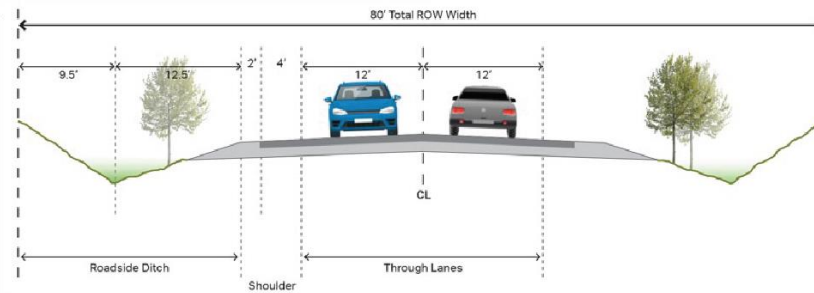 80' Total ROW Width
9.5'
12.5'
2'
4'
12'
12'
CL
Roadside Ditch
Through Lanes
Shoulder